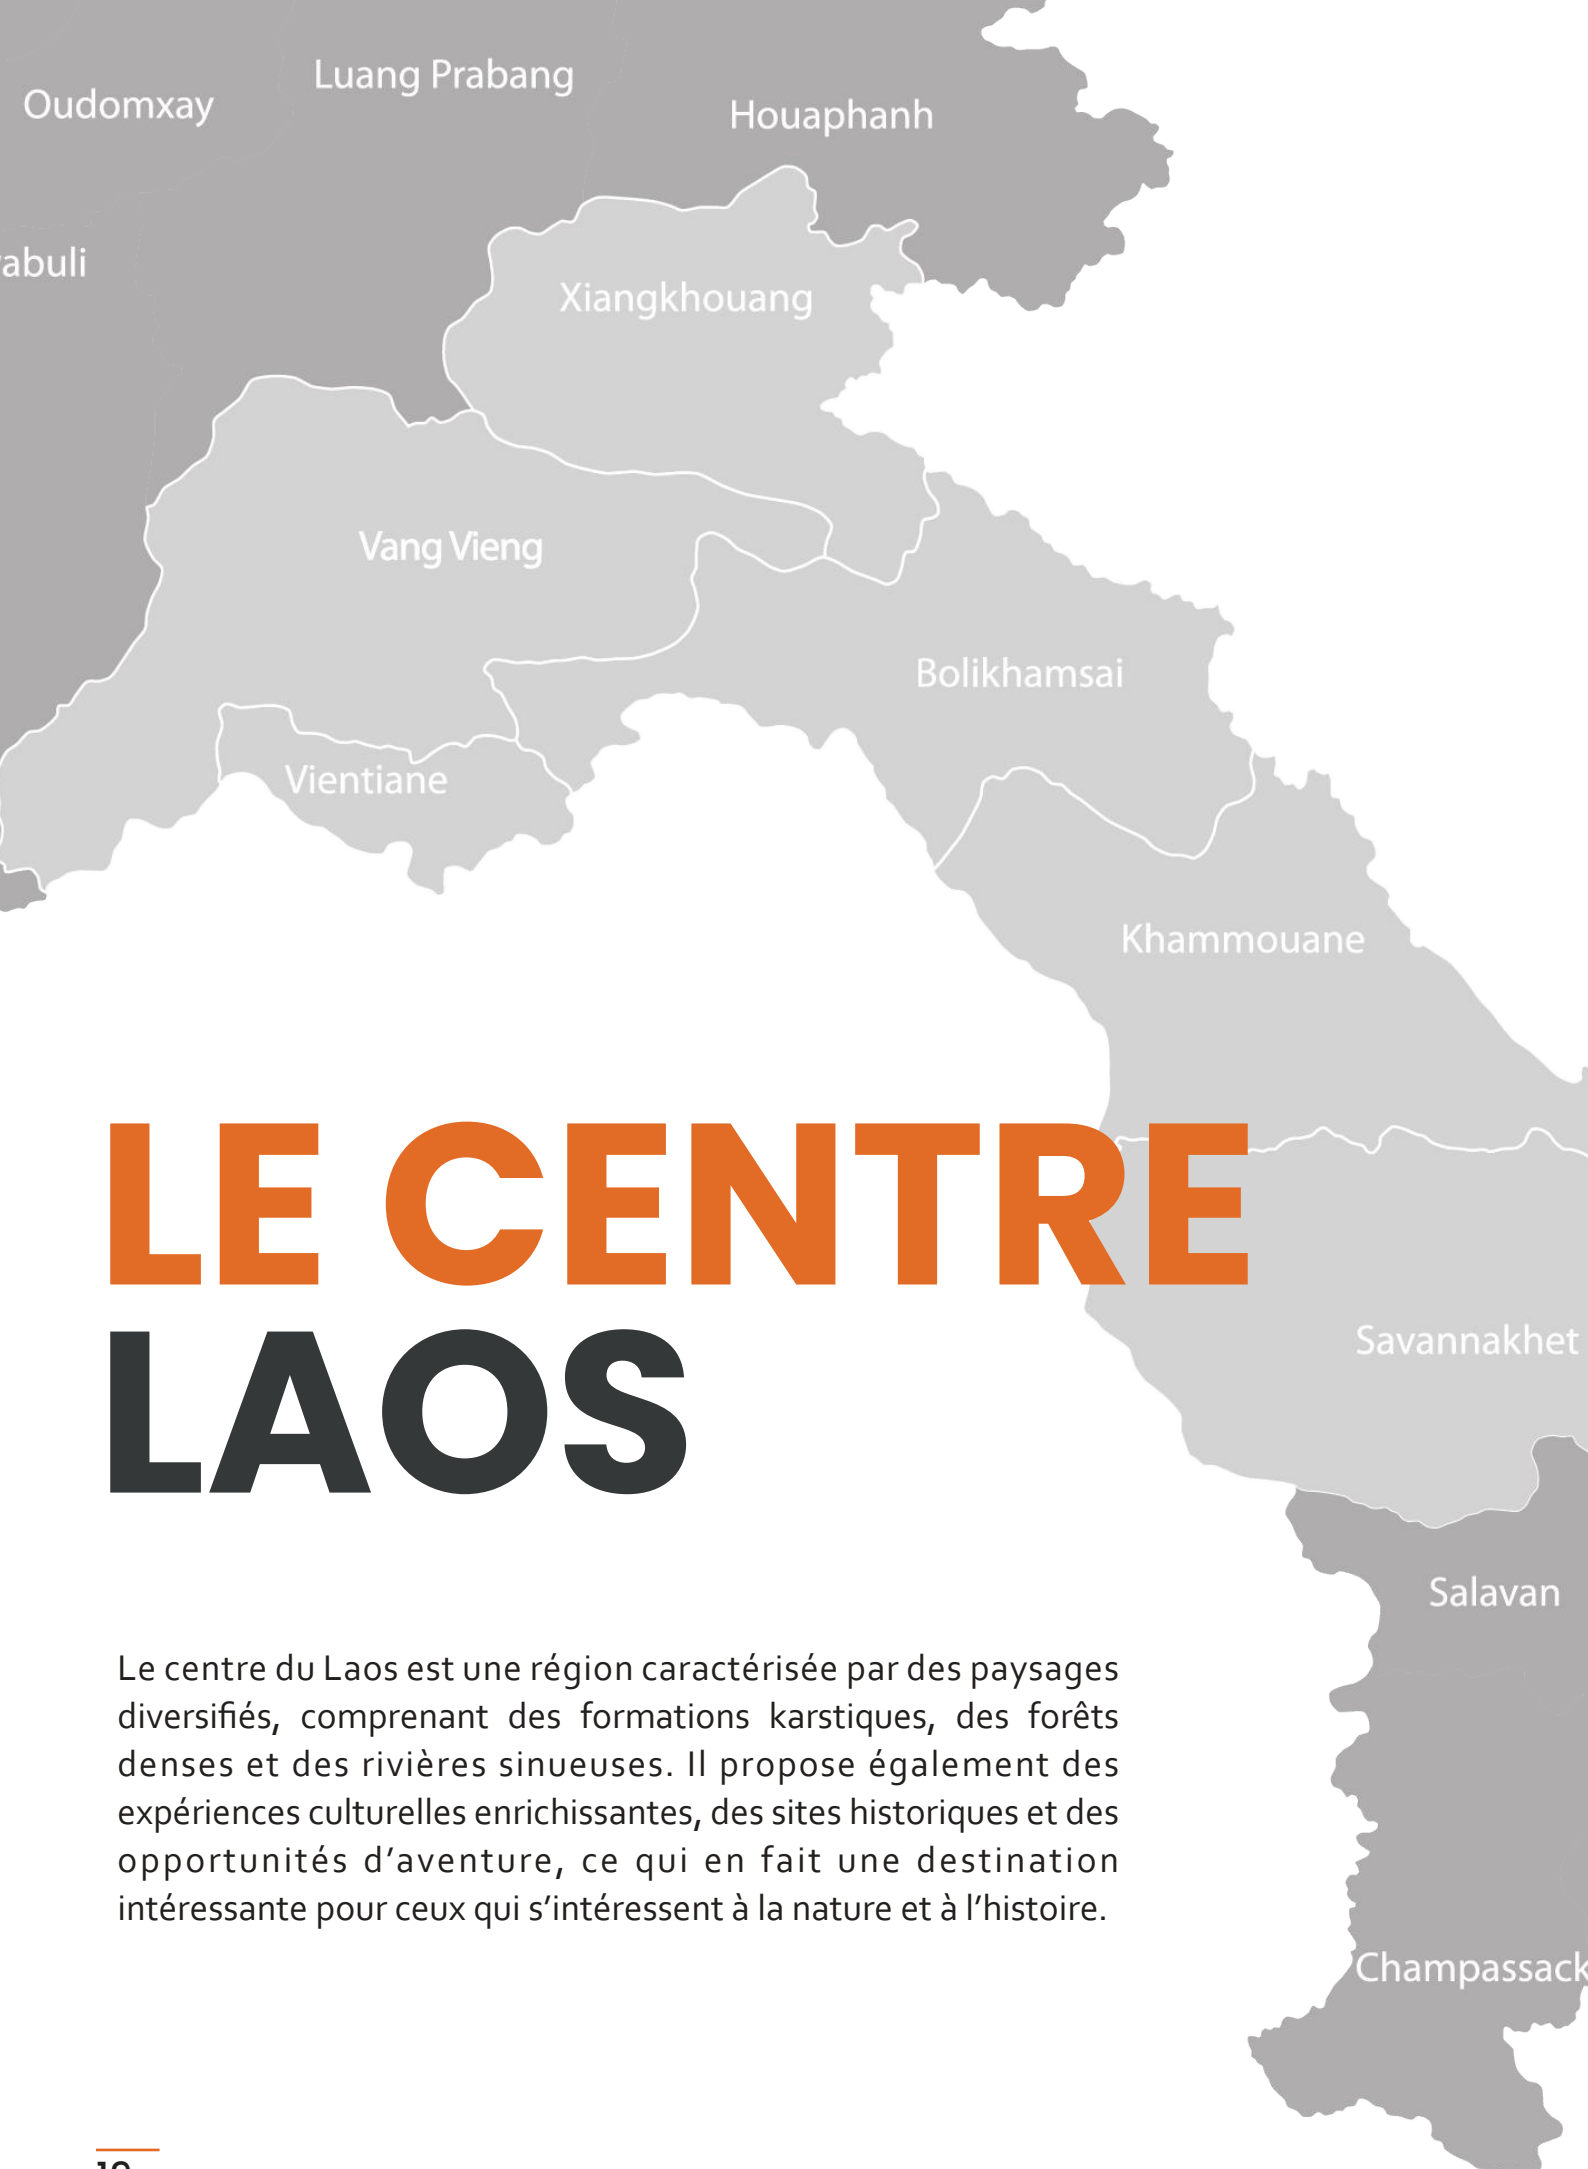 Luang Prabang
Oudomxay
Houaphanh
abuli
Xiangkhouang
Vang Vieng
Bolikhamsai
Vientiane
Khammouane
LE CENTRE
LAOS
Savannakhet
Salavan
Le centre du Laos est une région caractérisée par des paysages
diversifiés, comprenant des formations karstiques, des forêts
denses et des rivières sinueuses. Il propose également des
expériences culturelles enrichissantes, des sites historiques et des
opportunités d’aventure, ce qui en fait une destination
intéressante pour ceux qui s’intéressent à la nature et à l’histoire.
Champassack